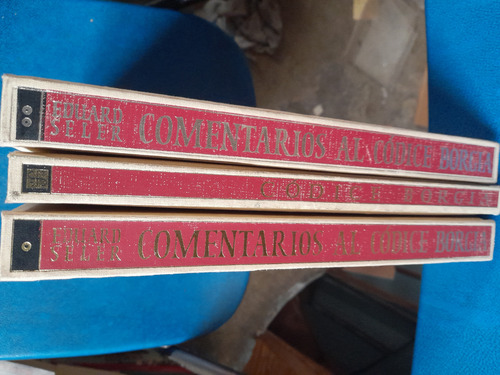 EDUARD
SELER
COMENTARIOS AL CÓDICE BORGIA
CÓDICE BORGIA
EDUARD
SELER
COMENTARIOS AL CÓDICE BORGIA